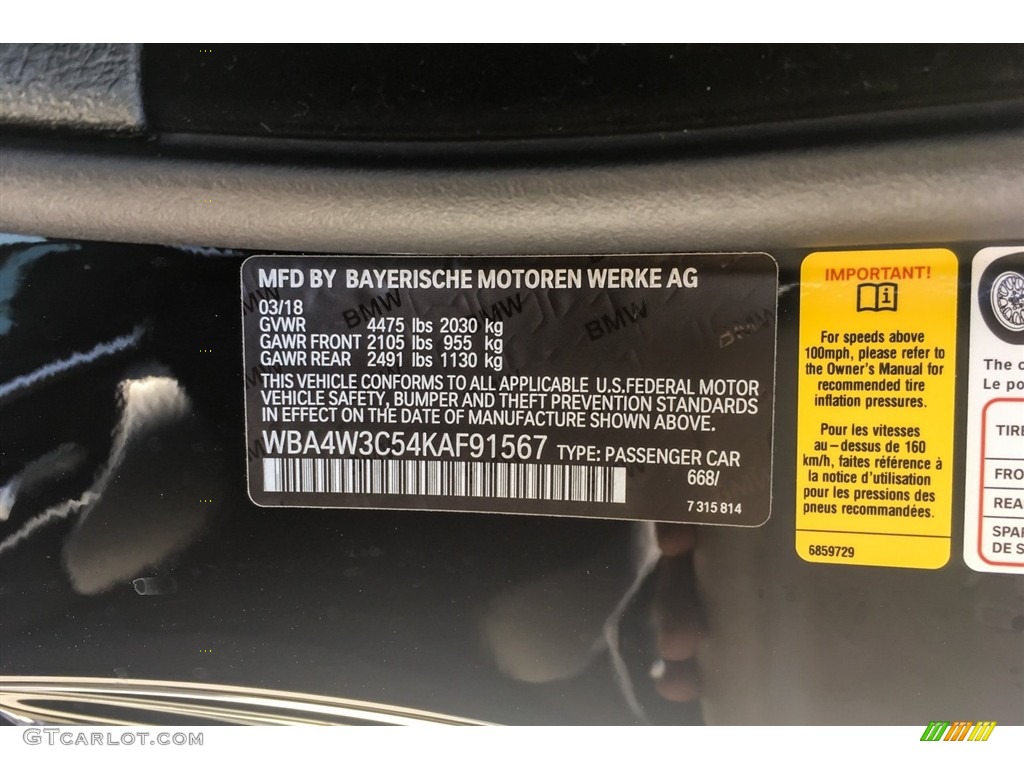 MFD BY BAYERISCHE MOTOREN WERKE AG
03/18
GVWR 4475 lbs 2030 kg
GAWR FRONT 2105 lbs 955 kg
GAWR REAR 2491 lbs 1130 kg
THIS VEHICLE CONFORMS TO ALL APPLICABLE U.S.FEDERAL MOTOR
VEHICLE SAFETY, BUMPER AND THEFT PREVENTION STANDARDS
IN EFFECT ON THE DATE OF MANUFACTURE SHOWN ABOVE.
WBA4W3C54KAF91567 TYPE: PASSENGER CAR
668/
7 315 814
BMW
BMW
BMW
BMW
IMPORTANT!
For speeds above
100mph, please refer to
the Owner's Manual for
recommended tire
inflation pressures.
Pour les vitesses
au-dessus de 160
km/h, faites référence à
la notice d'utilisation
pour les pressions des
pneus recommandées.
6859729
The
Le
TIRE
SPA
DE
GTCARLOT.COM